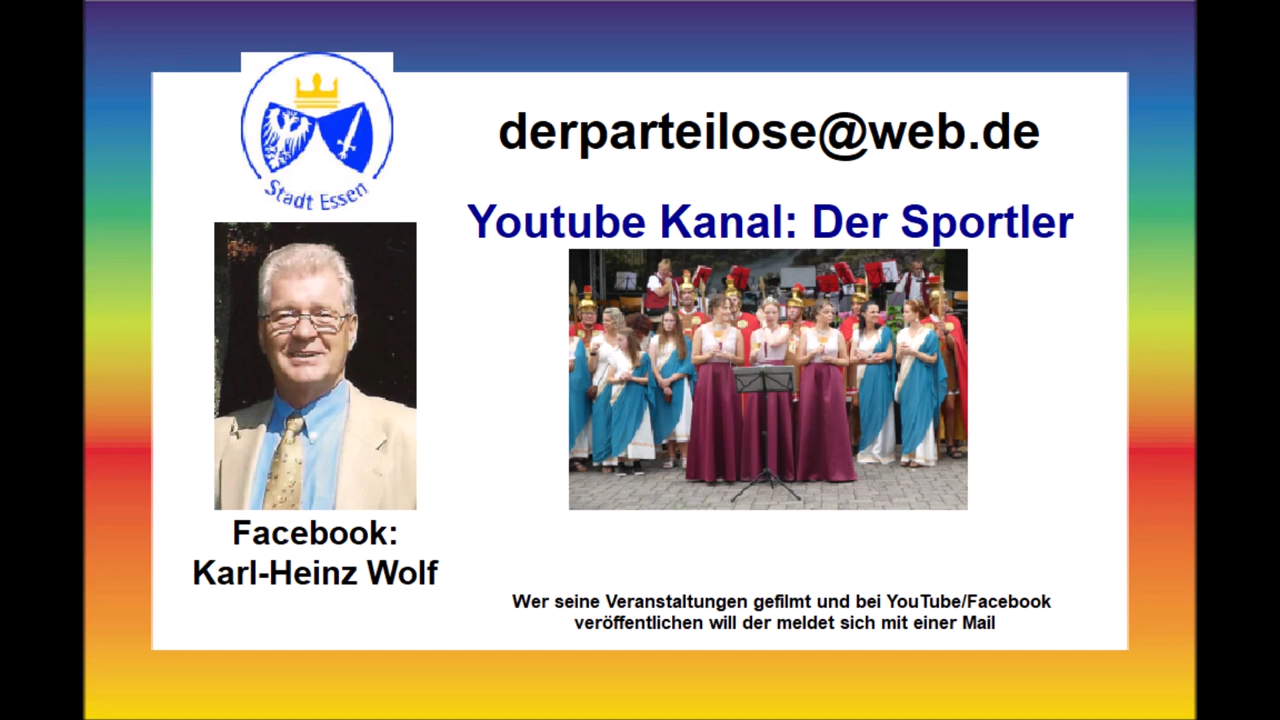 Stadt Essen
derparteilose@web.de
Youtube Kanal: Der Sportler
Facebook:
Karl-Heinz Wolf
Wer seine Veranstaltungen gefilmt und bei YouTube/Facebook
veröffentlichen will der meldet sich mit einer Mail